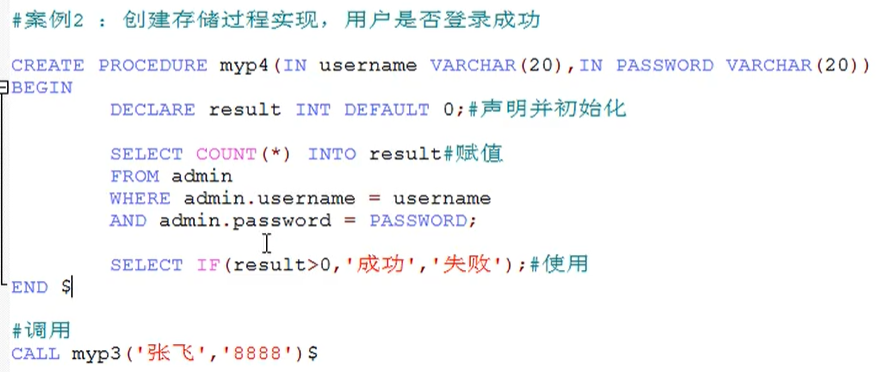 #案例2 : 创建存储过程实现，用户是否登录成功
CREATE PROCEDURE myp4(IN username VARCHAR(20),IN PASSWORD VARCHAR(20))
BEGIN
DECLARE result INT DEFAULT 0;#声明并初始化
SELECT COUNT(*) INTO result#赋值
FROM admin
WHERE admin.username = username
AND admin.password = PASSWORD;
SELECT IF(result>0,'成功','失败');#使用
END $
#调用
CALL myp3('张飞','8888')$